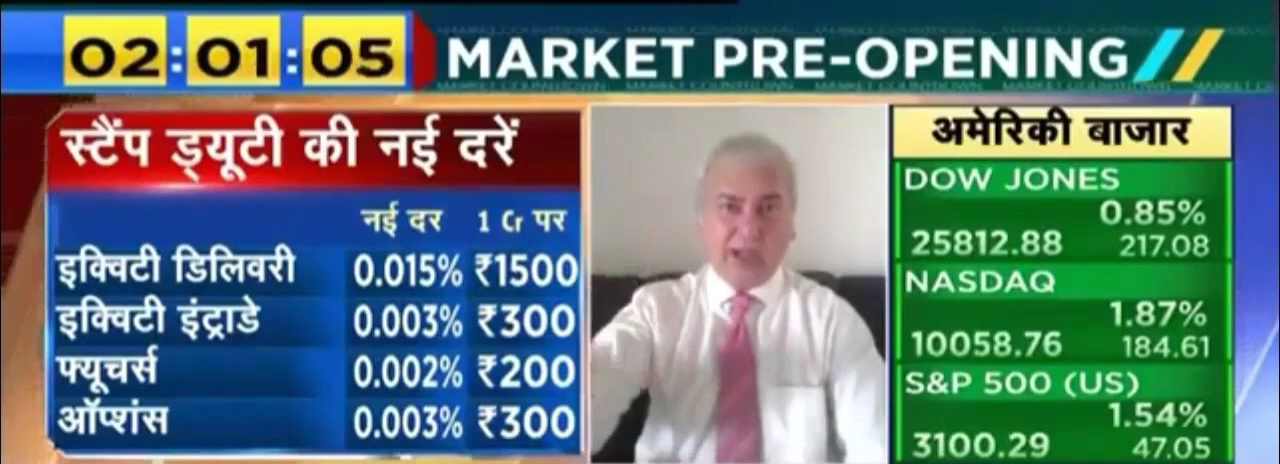 02:01:05 MARKET PRE-OPENING
स्टैंप ड्यूटी की नई दरें
नई दर 1 Cr पर
इक्विटी डिलिवरी 0.015% ₹1500
इक्विटी इंट्राडे 0.003% ₹300
फ्यूचर्स 0.002% ₹200
ऑप्शंस 0.003% ₹300
अमेरिकी बाजार
DOW JONES
0.85%
25812.88 217.08
NASDAQ
1.87%
10058.76 184.61
S&P 500 (US)
1.54%
3100.29 47.05